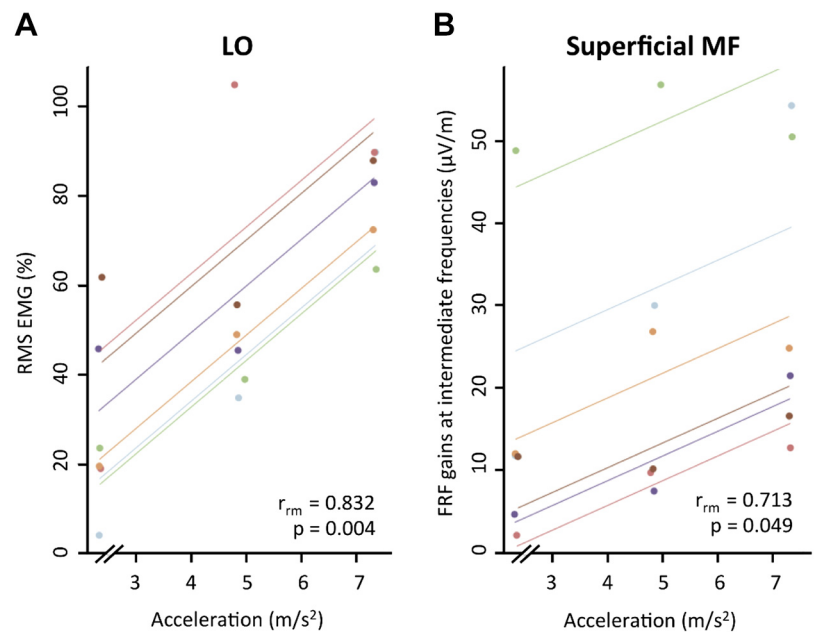 A
LO
RMS EMG (%)
100
80
60
40
20
0
r_rm = 0.832
p = 0.004
3 4 5 6 7
Acceleration (m/s²)
B
Superficial MF
FRF gains at intermediate frequencies (µV/m)
50
40
30
20
10
0
r_rm = 0.713
p = 0.049
3 4 5 6 7
Acceleration (m/s²)